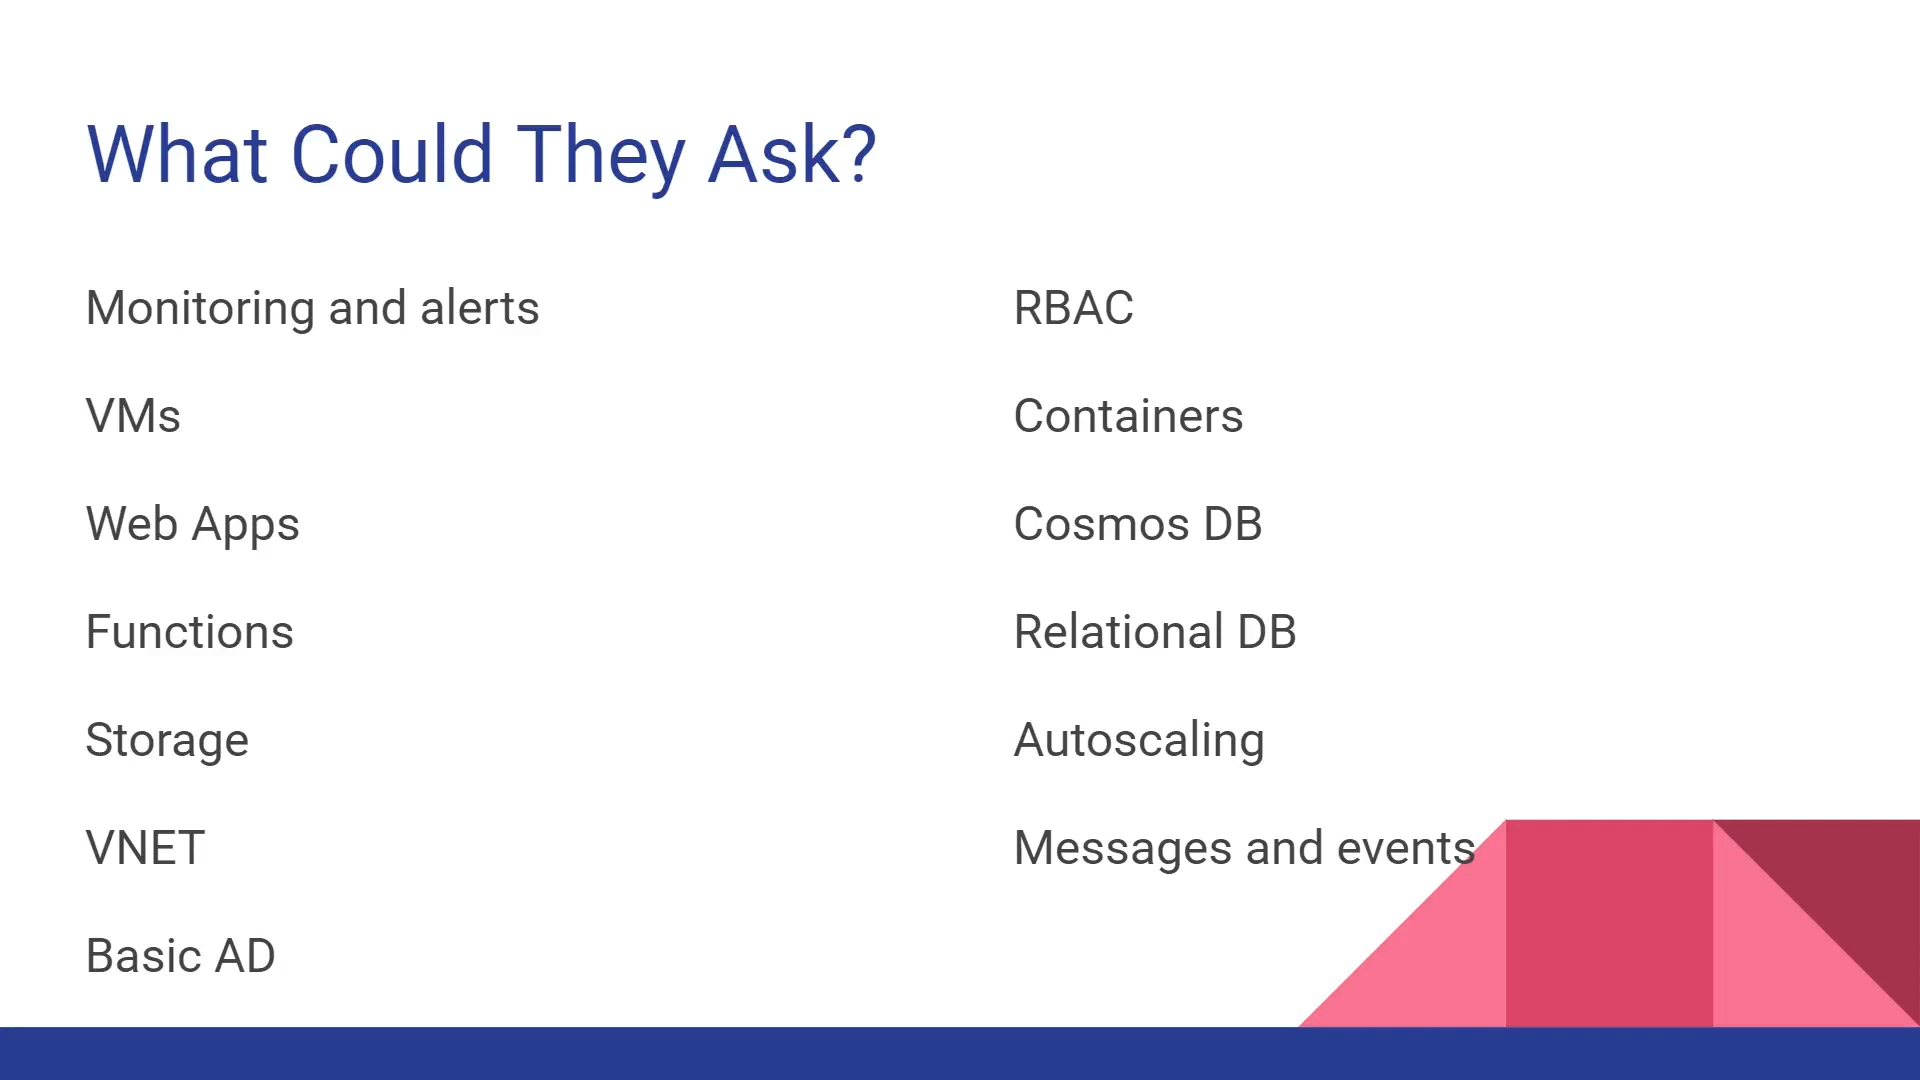 What Could They Ask?
Monitoring and alerts
VMs
Web Apps
Functions
Storage
VNET
Basic AD
RBAC
Containers
Cosmos DB
Relational DB
Autoscaling
Messages and events